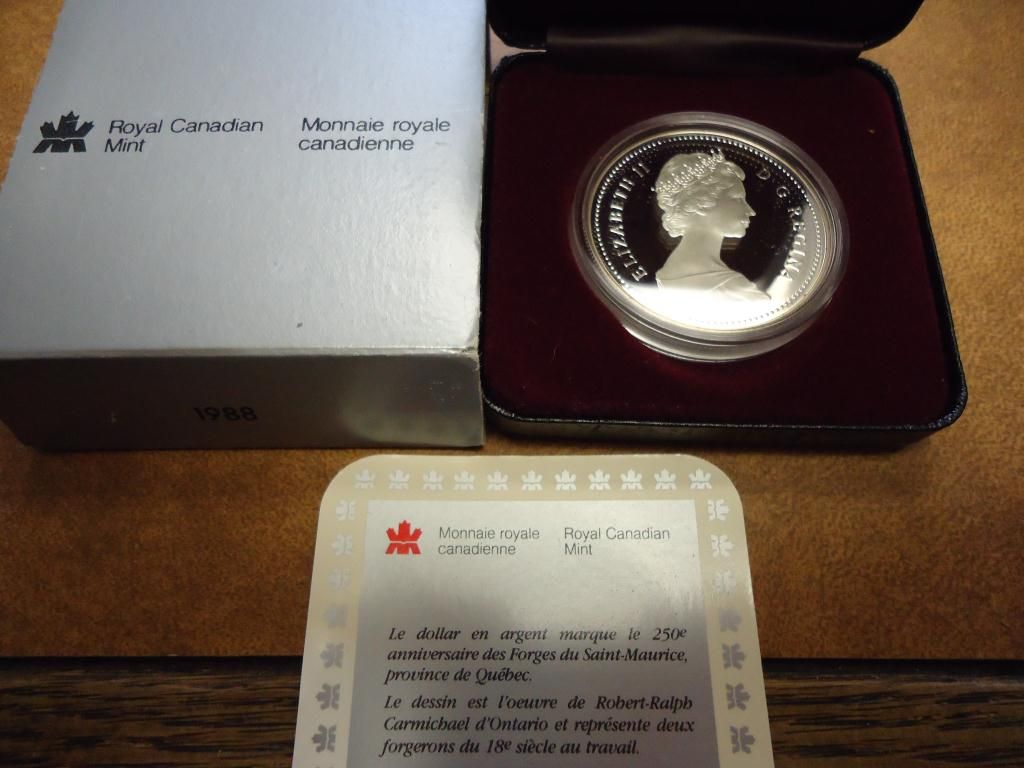 Royal Canadian
Mint
Monnaie royale
canadienne
1988
ELIZABETH II D. G. REGINA
Monnaie royale
canadienne
Royal Canadian
Mint
Le dollar en argent marque le 250e
anniversaire des Forges du Saint-Maurice,
province de Québec.
Le dessin est l'oeuvre de Robert-Ralph
Carmichael d'Ontario et représente deux
forgerons du 18e siècle au travail.